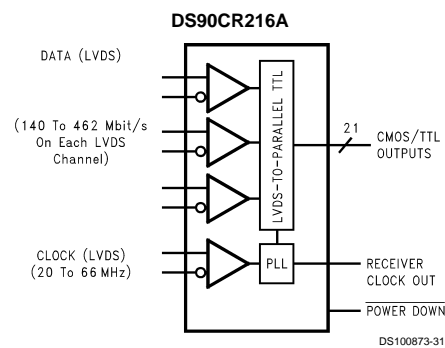 DS90CR216A
DATA (LVDS)
(140 To 462 Mbit/s
On Each LVDS
Channel)
LVDS-TO-PARALLEL TTL
21
CMOS/TTL
OUTPUTS
CLOCK (LVDS)
(20 To 66 MHz)
PLL
RECEIVER
CLOCK OUT
POWER DOWN
DS100873-31